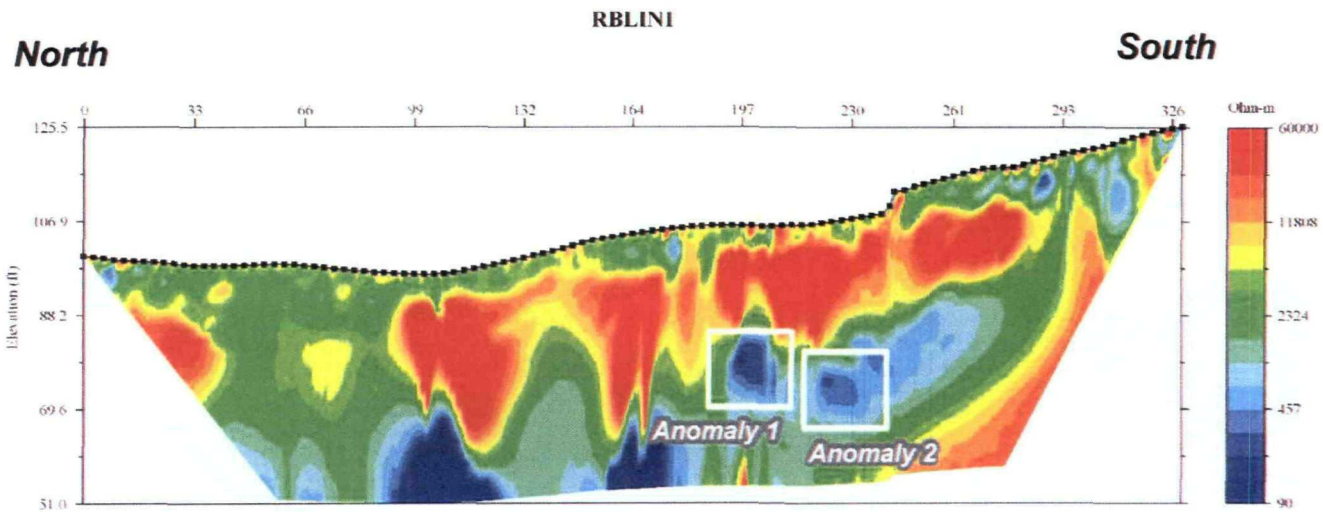 RBLIN1
North
South
0 33 66 99 132 164 197 230 261 293 326
Ohm-m
125.5
106.9
88.2
69.6
51.0
Elevation (ft)
60000
11808
2324
457
90
Anomaly 1
Anomaly 2